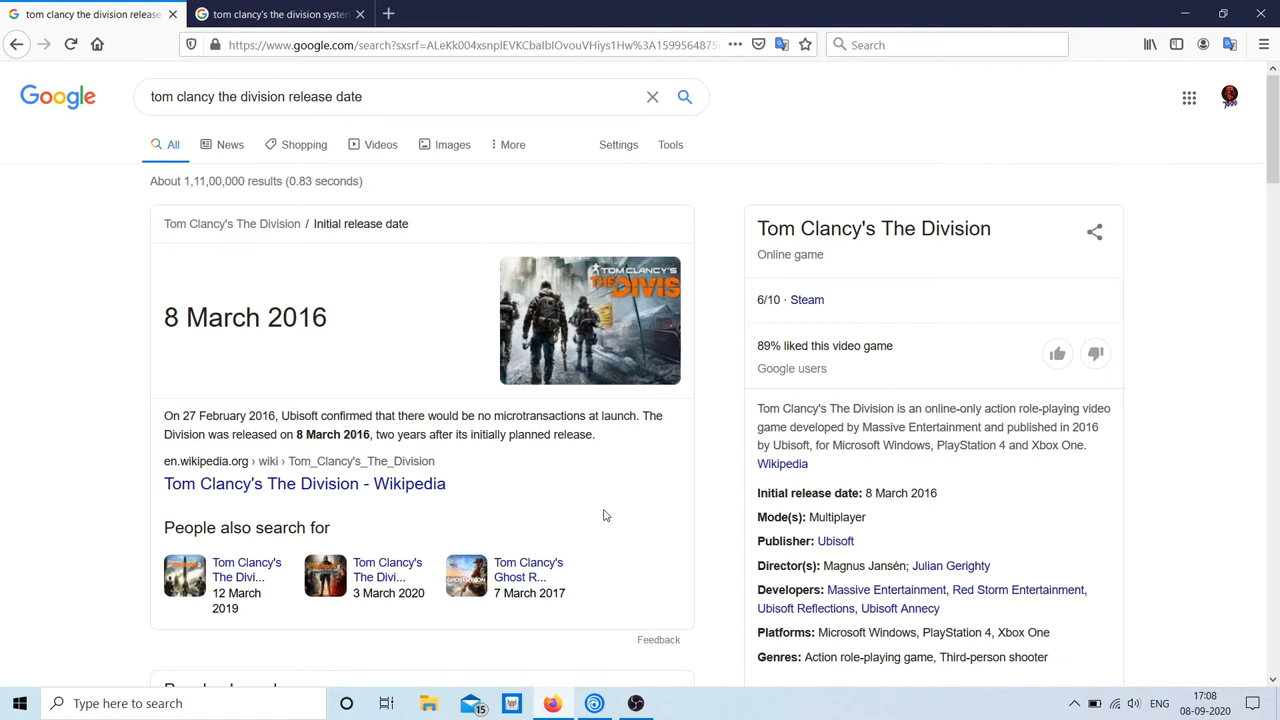 tom clancy the division release
tom clancy's the division system
https://www.google.com/search?sxsrf=ALeKk004xsnplEVKCbaIbIOvouVHiys1Hw%3A1599564875
Search
Google
tom clancy the division release date
All
News
Shopping
Videos
Images
More
Settings
Tools
About 1,11,00,000 results (0.83 seconds)
Tom Clancy's The Division / Initial release date
8 March 2016
TOM CLANCY'S
THE DIVIS
On 27 February 2016, Ubisoft confirmed that there would be no microtransactions at launch. The
Division was released on 8 March 2016, two years after its initially planned release.
en.wikipedia.org › wiki › Tom_Clancy's_The_Division
Tom Clancy's The Division - Wikipedia
People also search for
Tom Clancy's
The Divi...
12 March
2019
Tom Clancy's
The Divi...
3 March 2020
Tom Clancy's
Ghost R...
7 March 2017
Feedback
Tom Clancy's The Division
Online game
6/10 · Steam
89% liked this video game
Google users
Tom Clancy's The Division is an online-only action role-playing video
game developed by Massive Entertainment and published in 2016
by Ubisoft, for Microsoft Windows, PlayStation 4 and Xbox One.
Wikipedia
Initial release date: 8 March 2016
Mode(s): Multiplayer
Publisher: Ubisoft
Director(s): Magnus Jansén; Julian Gerighty
Developers: Massive Entertainment, Red Storm Entertainment,
Ubisoft Reflections, Ubisoft Annecy
Platforms: Microsoft Windows, PlayStation 4, Xbox One
Genres: Action role-playing game, Third-person shooter
Type here to search
15
ENG
17:08
08-09-2020